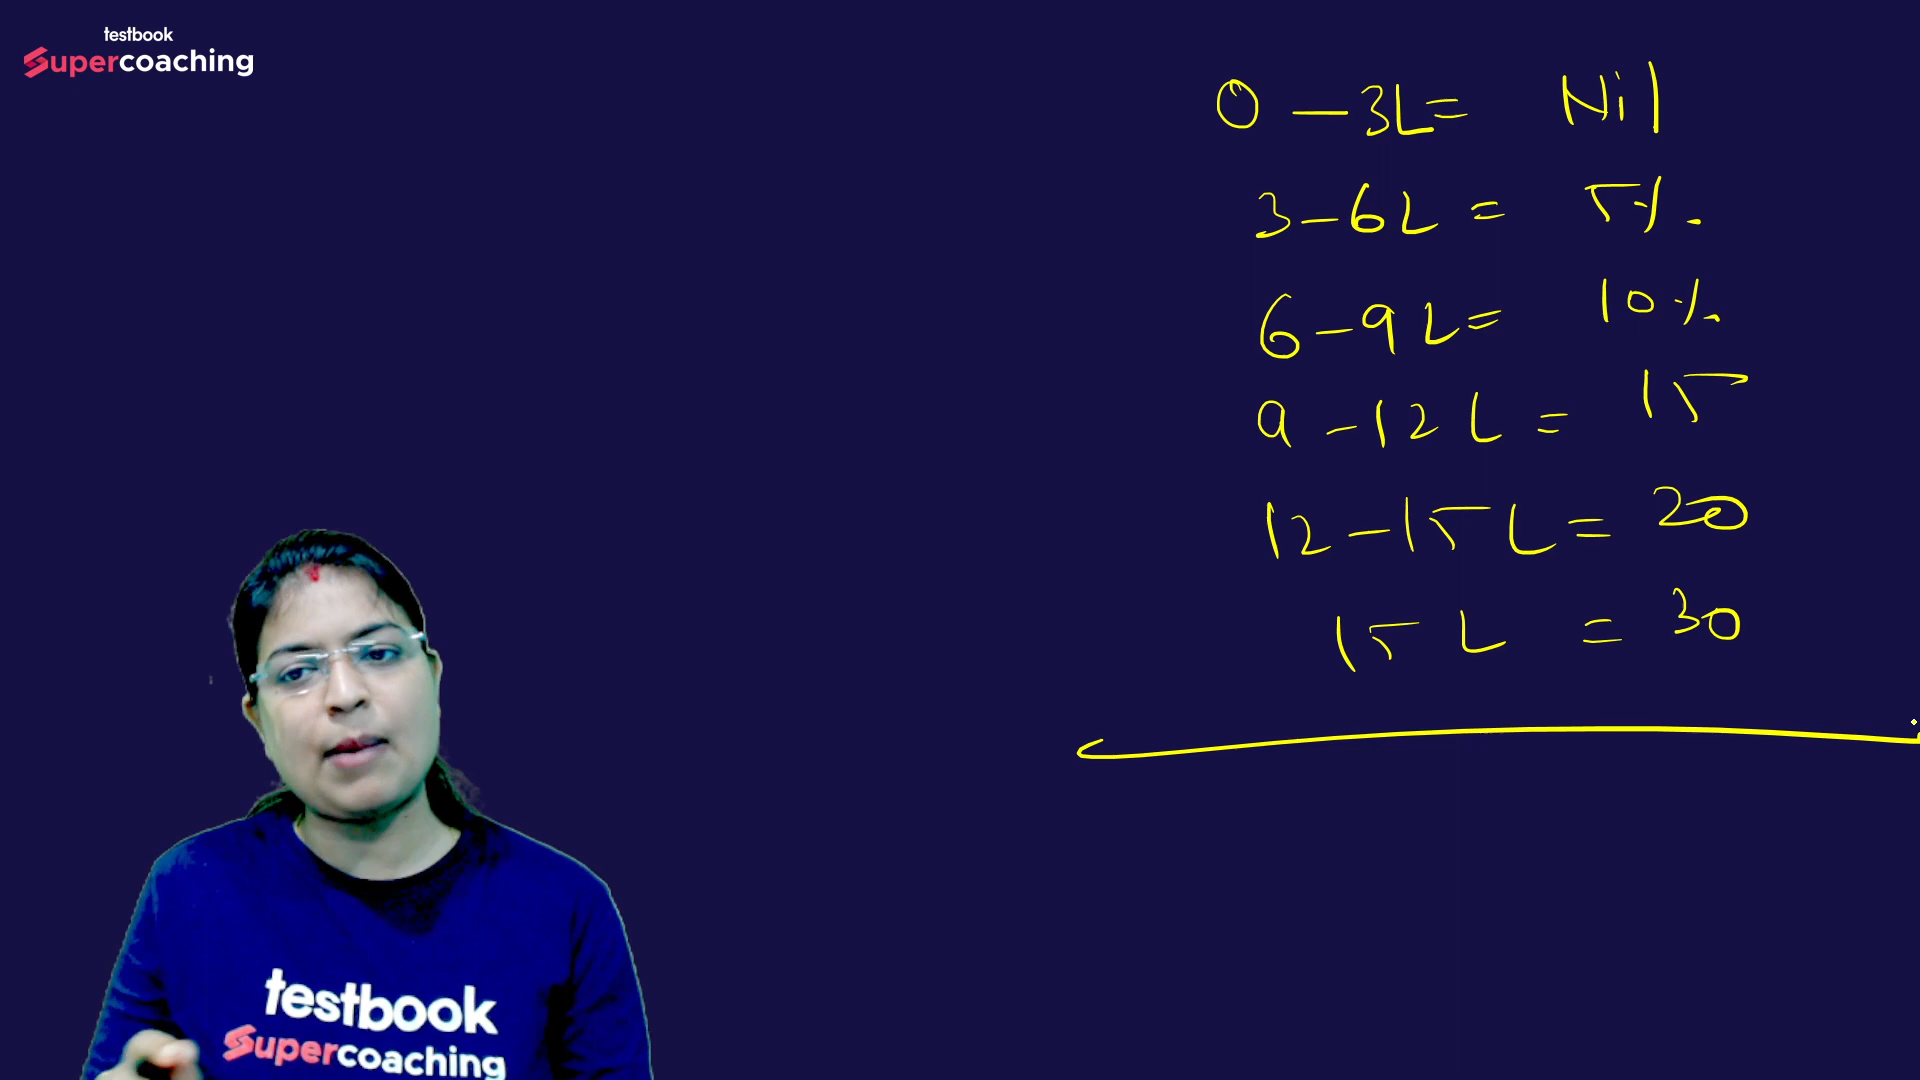 testbook
Supercoaching
0 — 3L = Nil
3 – 6L = 5%.
6 – 9L = 10%.
9 – 12L = 15
12 – 15L = 20
15L = 30
testbook
Supercoaching